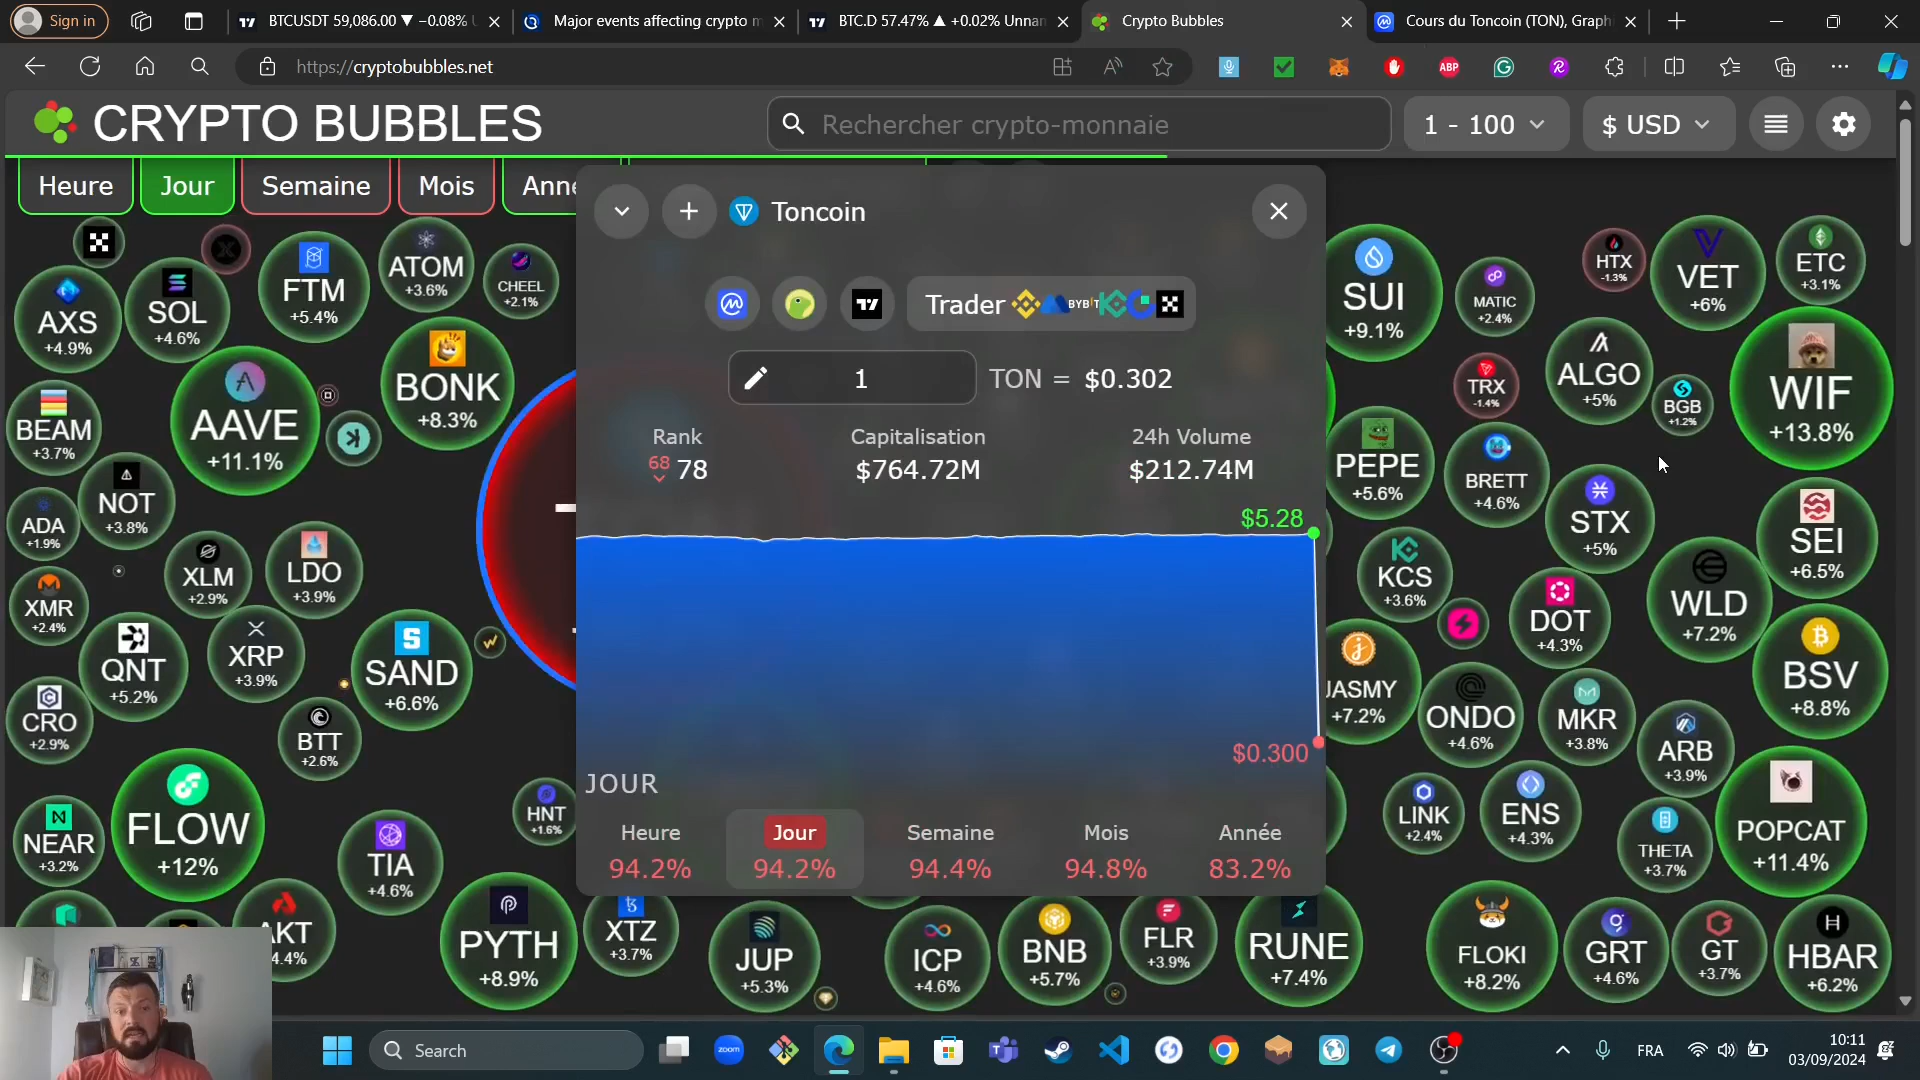 Sign in
BTCUSDT 59,086.00 ▼ −0.08% U
Major events affecting crypto m
BTC.D 57.47% ▲ +0.02% Unnan
Crypto Bubbles
Cours du Toncoin (TON), Graphi
https://cryptobubbles.net
CRYPTO BUBBLES
Rechercher crypto-monnaie
1 - 100
$ USD
Heure
Jour
Semaine
Mois
Anné
Toncoin
Trader
BYBIT
1
TON = $0.302
Rank
Capitalisation
24h Volume
68
78
$764.72M
$212.74M
$5.28
$0.300
JOUR
Heure
Jour
Semaine
Mois
Année
94.2%
94.2%
94.4%
94.8%
83.2%
AXS
+4.9%
SOL
+4.6%
FTM
+5.4%
ATOM
+3.6%
CHEEL
+2.1%
BEAM
+3.7%
AAVE
+11.1%
BONK
+8.3%
ADA
+1.9%
NOT
+3.8%
XLM
+2.9%
LDO
+3.9%
XMR
+2.4%
QNT
+5.2%
XRP
+3.9%
SAND
+6.6%
CRO
+2.9%
BTT
+2.6%
NEAR
+3.2%
FLOW
+12%
TIA
+4.6%
HNT
+1.6%
AKT
4.4%
PYTH
+8.9%
XTZ
+3.7%
JUP
+5.3%
ICP
+4.6%
BNB
+5.7%
FLR
+3.9%
RUNE
+7.4%
SUI
+9.1%
MATIC
+2.4%
HTX
-1.3%
VET
+6%
ETC
+3.1%
TRX
-1.4%
ALGO
+5%
BGB
+1.2%
WIF
+13.8%
PEPE
+5.6%
BRETT
+4.6%
STX
+5%
SEI
+6.5%
KCS
+3.6%
DOT
+4.3%
WLD
+7.2%
JASMY
+7.2%
ONDO
+4.6%
MKR
+3.8%
ARB
+3.9%
BSV
+8.8%
LINK
+2.4%
ENS
+4.3%
THETA
+3.7%
POPCAT
+11.4%
FLOKI
+8.2%
GRT
+4.6%
GT
+3.7%
HBAR
+6.2%
Search
zoom
FRA
10:11
03/09/2024